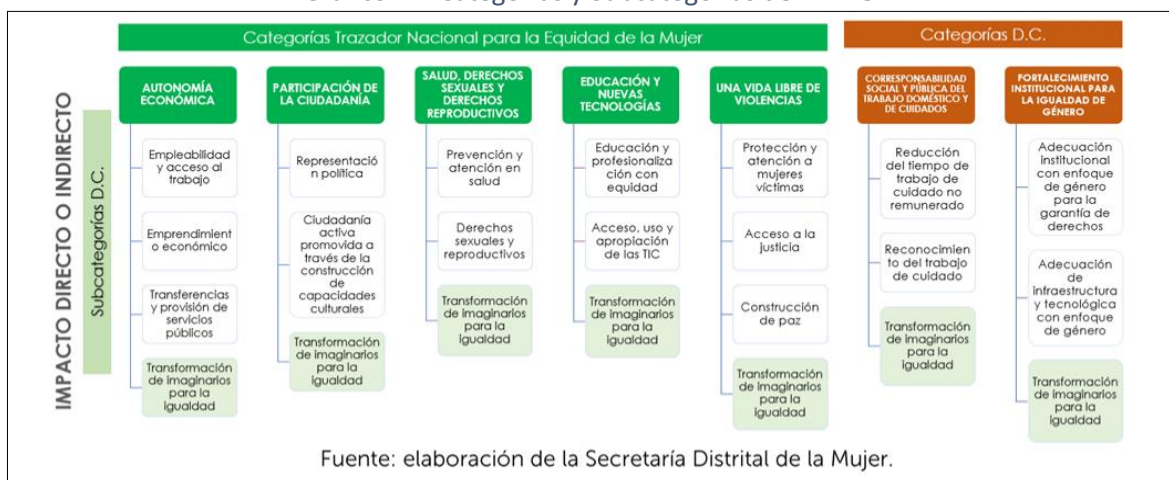 Categorías Trazador Nacional para la Equidad de la Mujer
Categorías D.C.
IMPACTO DIRECTO O INDIRECTO
Subcategorías D.C.
AUTONOMÍA
ECONÓMICA
Empleabilidad
y acceso al
trabajo
Emprendimient
o económico
Transferencias
y provisión de
servicios
públicos
Transformación
de imaginarios
para la
igualdad
PARTICIPACIÓN DE
LA CIUDADANÍA
Representació
n política
Ciudadanía
activa
promovida a
través de la
construcción
de
capacidades
culturales
Transformación
de imaginarios
para la
igualdad
SALUD, DERECHOS
SEXUALES Y
DERECHOS
REPRODUCTIVOS
Prevención y
atención en
salud
Derechos
sexuales y
reproductivos
Transformación
de imaginarios
para la
igualdad
EDUCACIÓN Y
NUEVAS
TECNOLOGÍAS
Educación y
profesionaliza
ción con
equidad
Acceso, uso y
apropiación
de las TIC
Transformación
de imaginarios
para la
igualdad
UNA VIDA LIBRE DE
VIOLENCIAS
Protección y
atención a
mujeres
víctimas
Acceso a la
justicia
Construcción
de paz
Transformación
de imaginarios
para la
igualdad
CORRESPONSABILIDAD
SOCIAL Y PÚBLICA DEL
TRABAJO DOMÉSTICO Y
DE CUIDADOS
Reducción
del tiempo de
trabajo de
cuidado no
remunerado
Reconocimien
to del trabajo
de cuidado
Transformación
de imaginarios
para la
igualdad
FORTALECIMIENTO
INSTITUCIONAL PARA
LA IGUALDAD DE
GÉNERO
Adecuación
institucional
con enfoque
de género
para la
garantía de
derechos
Adecuación
de
infraestructura
y tecnológica
con enfoque
de género
Transformación
de imaginarios
para la
igualdad
Fuente: elaboración de la Secretaría Distrital de la Mujer.